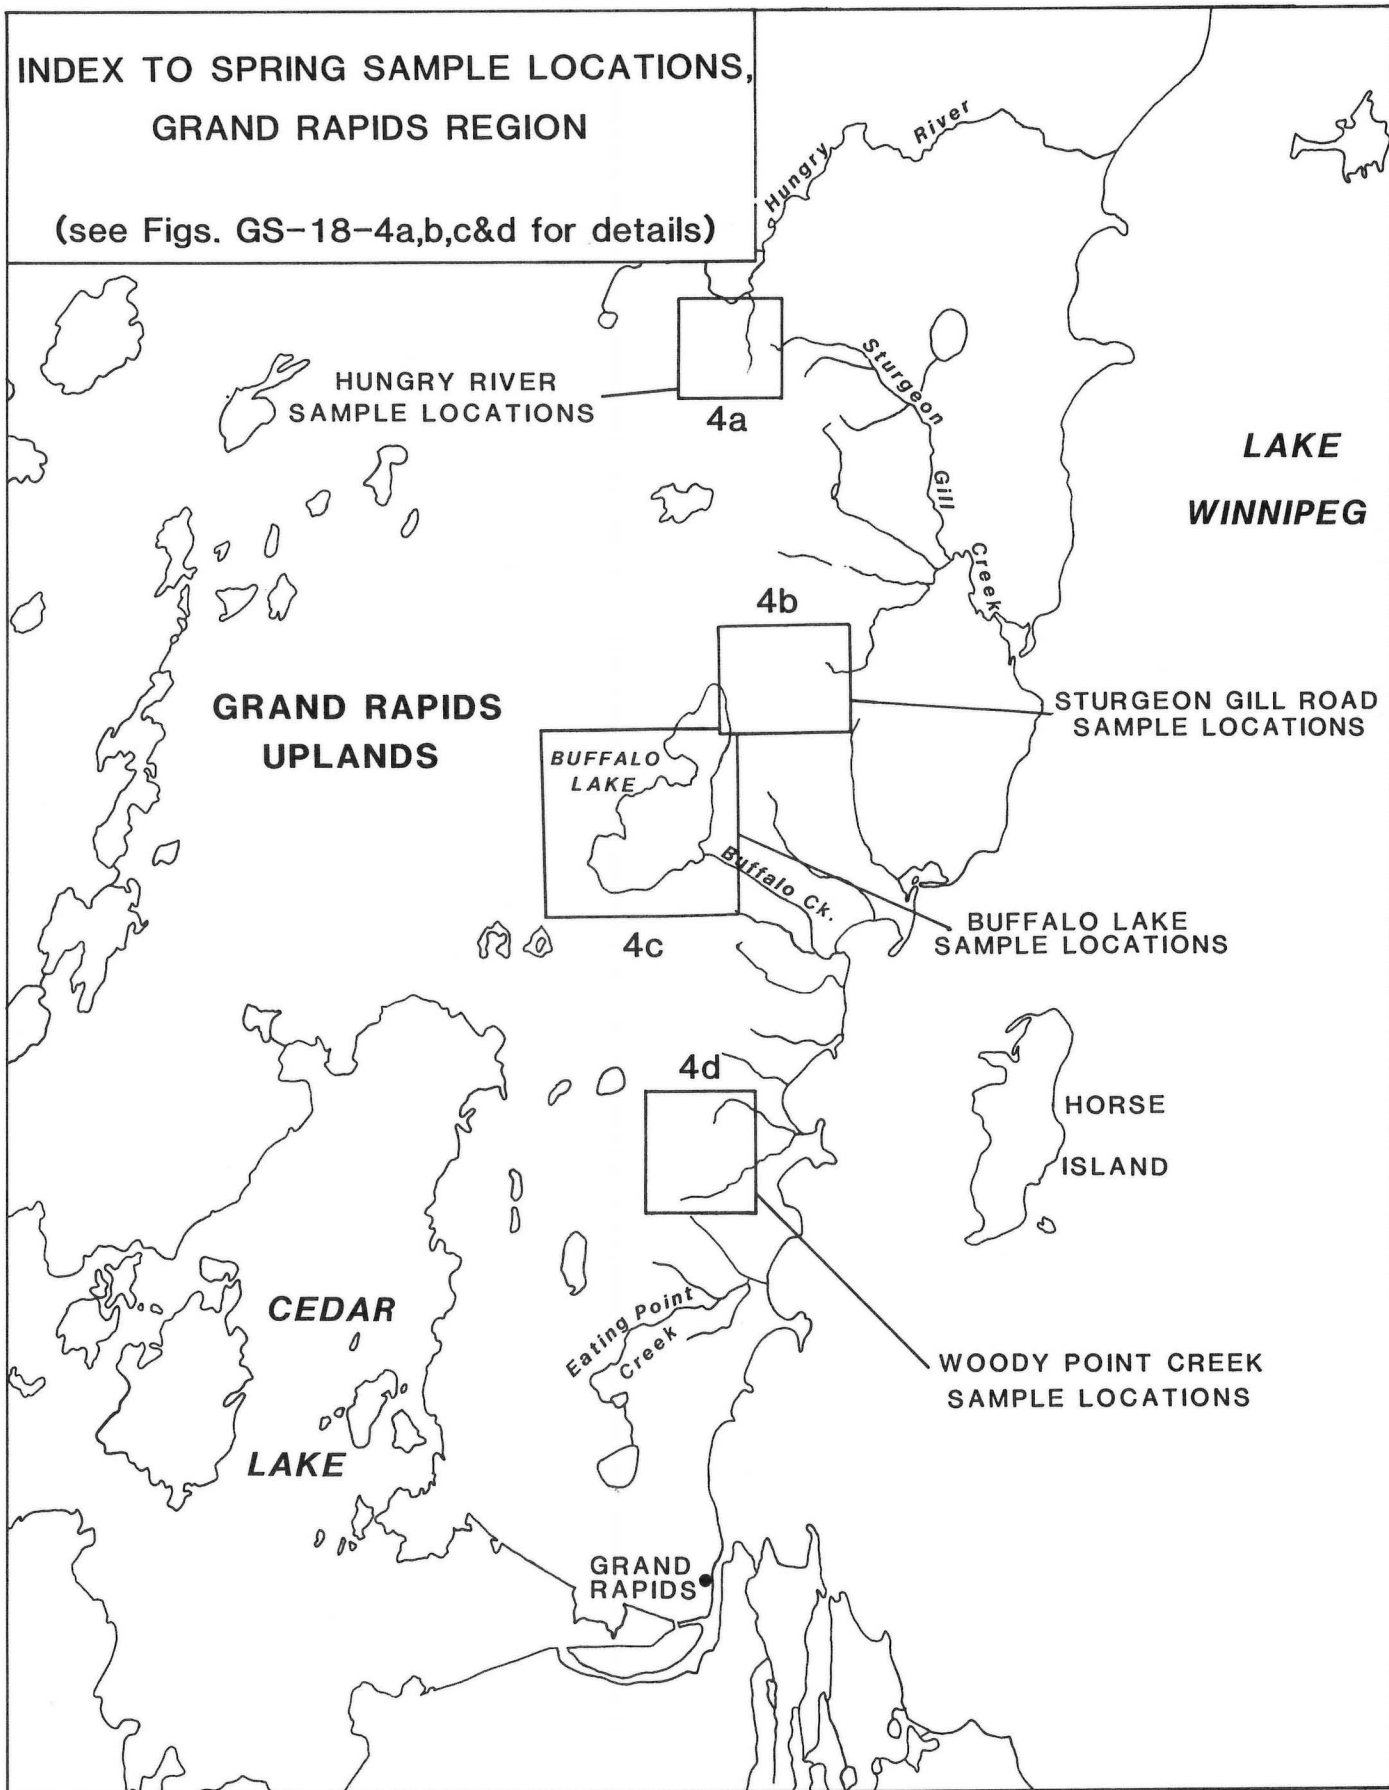 INDEX TO SPRING SAMPLE LOCATIONS,
GRAND RAPIDS REGION
(see Figs. GS-18-4a,b,c&d for details)
Hungry River
HUNGRY RIVER
SAMPLE LOCATIONS
4a
Sturgeon Gill Creek
LAKE
WINNIPEG
4b
GRAND RAPIDS
UPLANDS
STURGEON GILL ROAD
SAMPLE LOCATIONS
BUFFALO
LAKE
Buffalo Ck.
BUFFALO LAKE
SAMPLE LOCATIONS
4c
4d
HORSE
ISLAND
CEDAR
LAKE
Eating Point
Creek
WOODY POINT CREEK
SAMPLE LOCATIONS
GRAND
RAPIDS